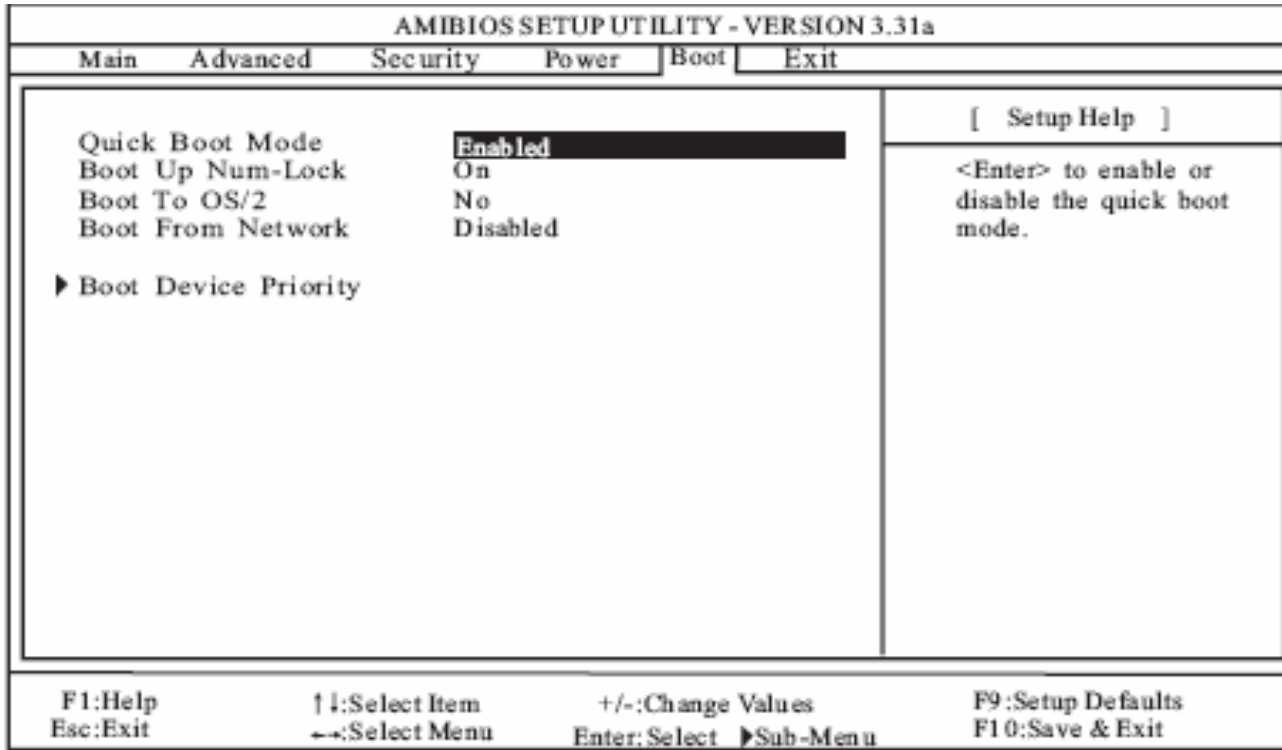 AMIBIOS SETUP UTILITY - VERSION 3.31a
Main Advanced Security Power Boot Exit
Quick Boot Mode Enabled
Boot Up Num-Lock On
Boot To OS/2 No
Boot From Network Disabled
▶ Boot Device Priority
[ Setup Help ]
<Enter> to enable or
disable the quick boot
mode.
F1:Help ↑↓:Select Item +/-:Change Values F9:Setup Defaults
Esc:Exit ←→:Select Menu Enter:Select ▶Sub-Menu F10:Save & Exit